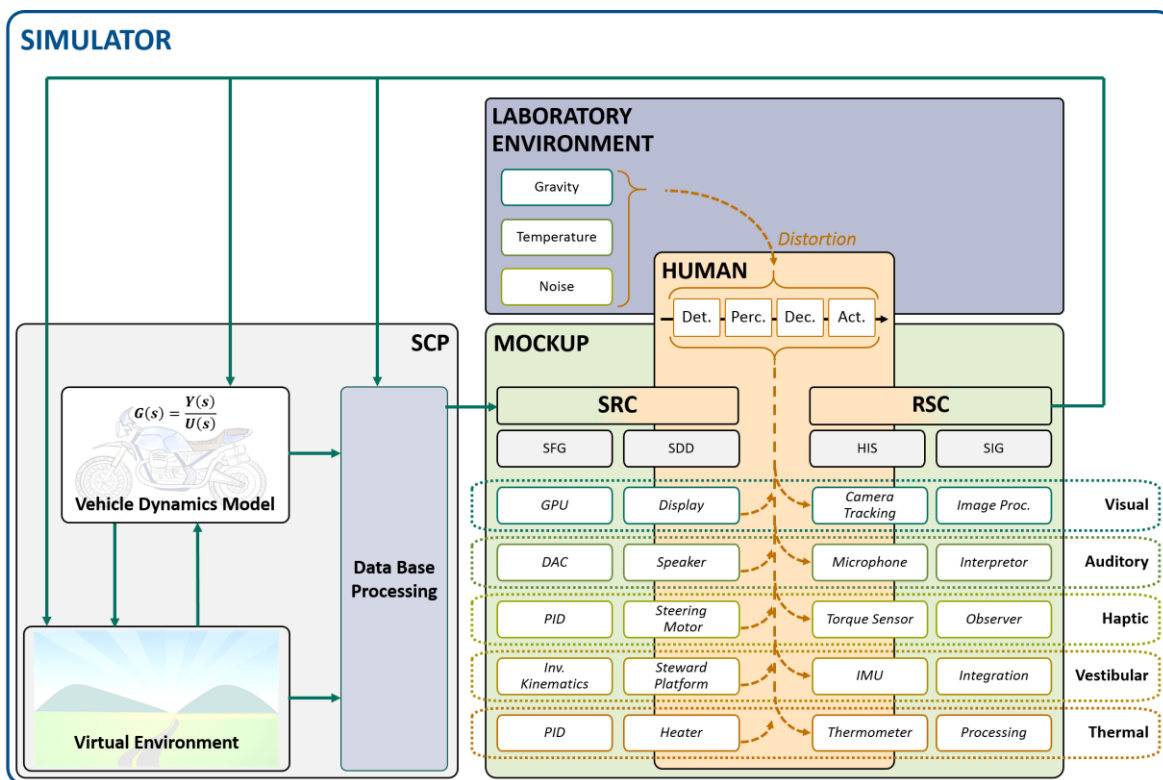 SIMULATOR
LABORATORY
ENVIRONMENT
Gravity
Temperature
Noise
Distortion
HUMAN
Det.
Perc.
Dec.
Act.
SCP
G(s) = Y(s)
U(s)
Vehicle Dynamics Model
Data Base
Processing
Virtual Environment
MOCKUP
SRC
RSC
SFG
SDD
HIS
SIG
GPU
Display
Camera
Tracking
Image Proc.
Visual
DAC
Speaker
Microphone
Interpretor
Auditory
PID
Steering
Motor
Torque Sensor
Observer
Haptic
Inv.
Kinematics
Steward
Platform
IMU
Integration
Vestibular
PID
Heater
Thermometer
Processing
Thermal